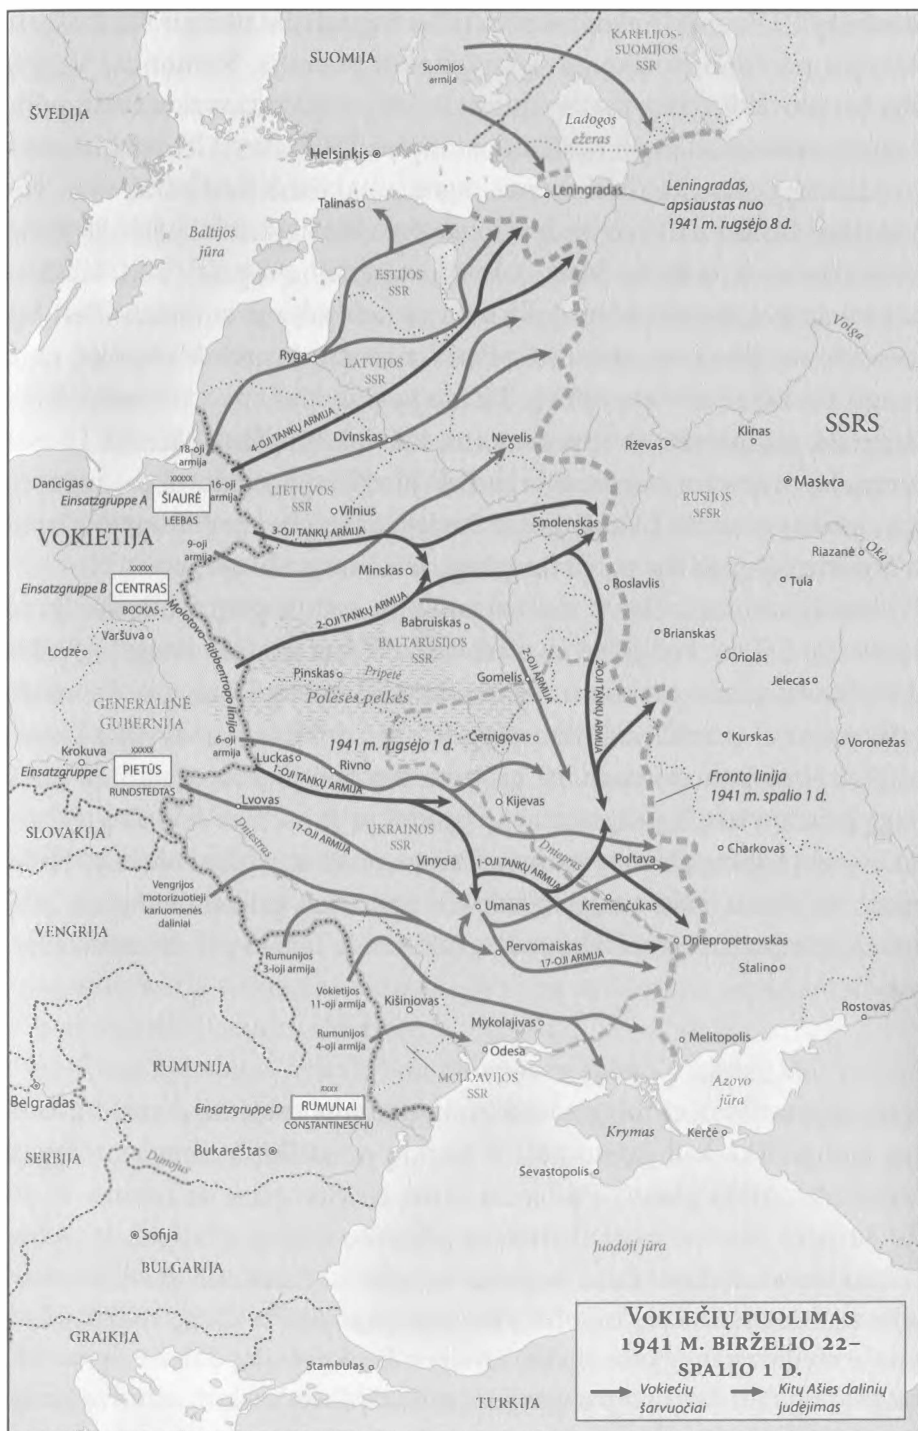 KARELIJOS-
SUOMIJOS
SSR
SUOMIJA
Suomijos
armija
ŠVEDIJA
Ladogos
ežeras
Helsinkis
Leningradas
Leningradas,
apsiaustas nuo
1941 m. rugsėjo 8 d.
Talinas
Baltijos
jūra
ESTIJOS
SSR
Volga
Ryga
LATVIJOS
SSR
SSRS
4-OJI TANKŲ ARMIJA
Dvinskas
Nevelis
Rževas
Klinas
18-oji
armija
Dancigas
Einsatzgruppe A
xxxxx
ŠIAURĖ
LEEBAS
16-oji
armija
LIETUVOS
SSR
Vilnius
Maskva
RUSIJOS
SFSR
VOKIETIJA
3-OJI TANKŲ ARMIJA
Smolenskas
9-oji
armija
Minskas
Riazanė
Oka
Tula
Roslavlis
Einsatzgruppe B
xxxxx
CENTRAS
BOCKAS
Molotovo–Ribbentropo linija
2-OJI TANKŲ ARMIJA
Babruiskas
BALTARUSIJOS
SSR
Varšuva
Lodzė
Brianskas
Oriolas
Jelecas
Pinskas
Pripetė
Polesės pelkės
Gomelis
2-OJI ARMIJA
2-OJI TANKŲ ARMIJA
GENERALINĖ
GUBERNIJA
6-oji
armija
1941 m. rugsėjo 1 d.
Černigovas
Kurskas
Voronežas
Krokuva
Einsatzgruppe C
xxxxx
PIETŪS
RUNDSTEDTAS
Luckas
Rivno
1-OJI TANKŲ ARMIJA
Fronto linija
1941 m. spalio 1 d.
Kijevas
Lvovas
SLOVAKIJA
Dniestras
17-OJI ARMIJA
UKRAINOS
SSR
Dniepras
Charkovas
Vinycia
1-OJI TANKŲ ARMIJA
Poltava
Vengrijos
motorizuotieji
kariuomenės
daliniai
Umanas
Kremenčukas
VENGRIJA
Rumunijos
3-ioji armija
Pervomaiskas
17-OJI ARMIJA
Dniepropetrovskas
Stalino
Vokietijos
11-oji armija
Kišiniovas
Rostovas
Mykolajivas
Rumunijos
4-oji armija
Odesa
Melitopolis
RUMUNIJA
MOLDAVIJOS
SSR
Azovo
jūra
Belgradas
Einsatzgruppe D
xxxx
RUMUNAI
CONSTANTINESCHU
Krymas
Kerčė
Bukareštas
SERBIJA
Dunojus
Sevastopolis
Sofija
BULGARIJA
Juodoji jūra
GRAIKIJA
Stambulas
TURKIJA
VOKIEČIŲ PUOLIMAS
1941 M. BIRŽELIO 22–
SPALIO 1 D.
Vokiečių
šarvuočiai
Kitų Ašies dalinių
judėjimas